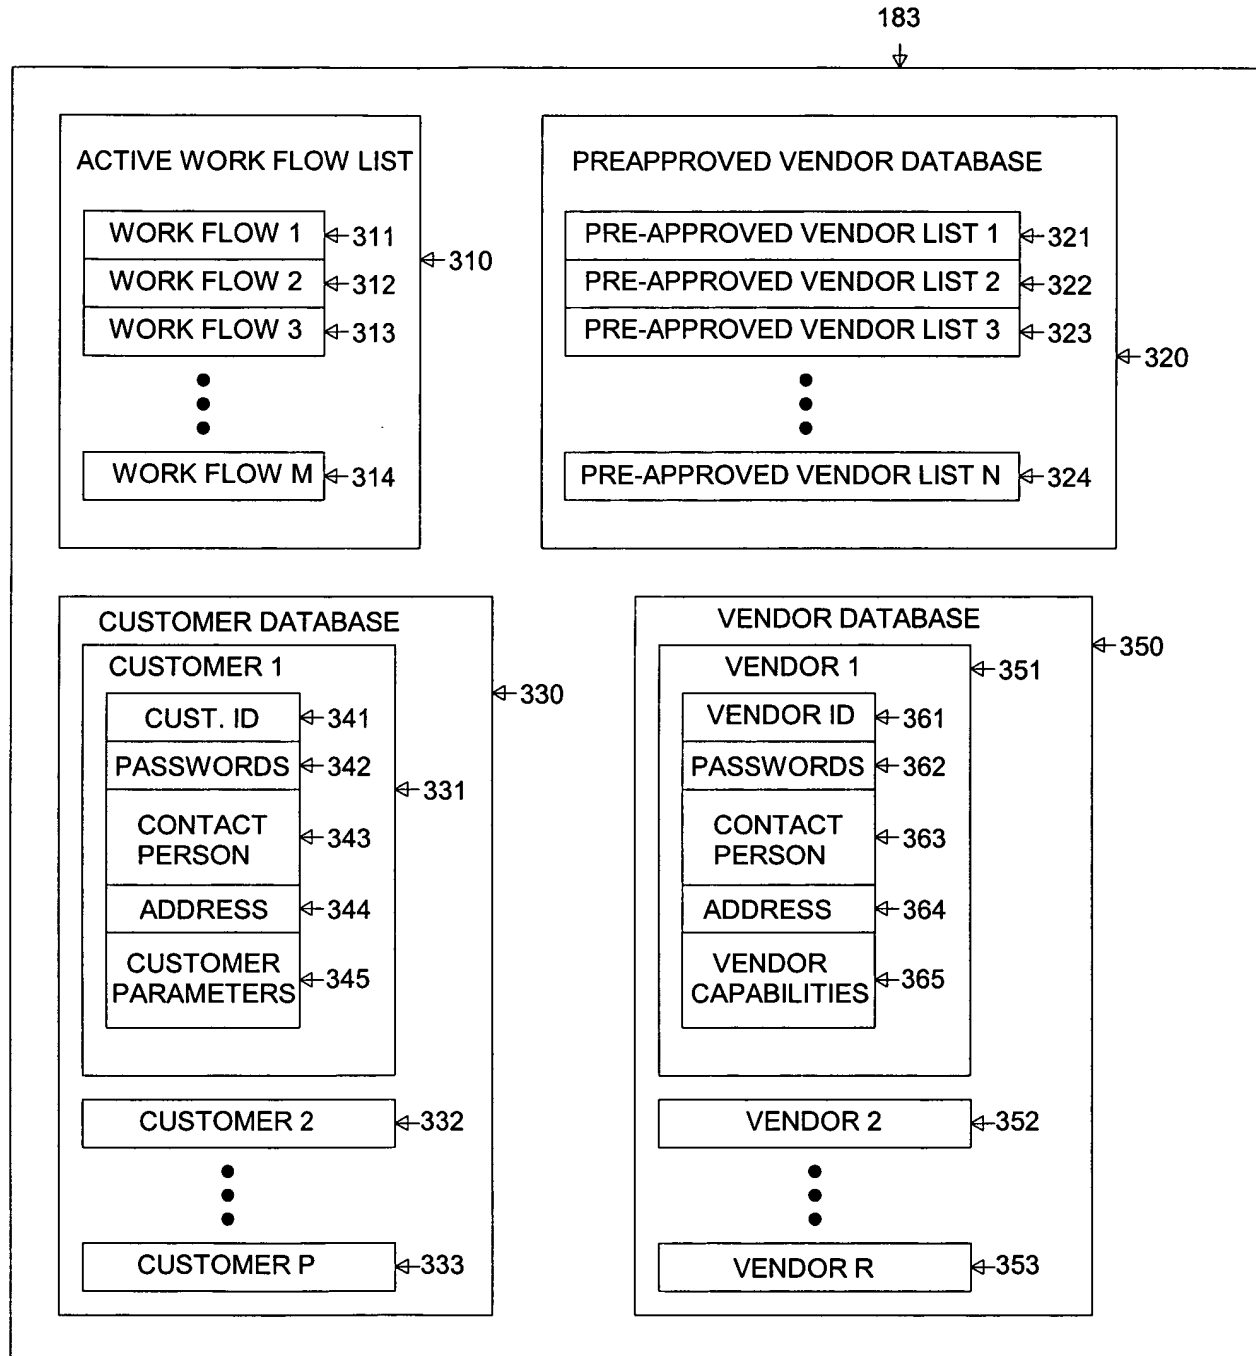 183
ACTIVE WORK FLOW LIST
WORK FLOW 1
311
WORK FLOW 2
312
WORK FLOW 3
313
WORK FLOW M
314
310
PREAPPROVED VENDOR DATABASE
PRE-APPROVED VENDOR LIST 1
321
PRE-APPROVED VENDOR LIST 2
322
PRE-APPROVED VENDOR LIST 3
323
PRE-APPROVED VENDOR LIST N
324
320
CUSTOMER DATABASE
CUSTOMER 1
CUST. ID
341
PASSWORDS
342
CONTACT
PERSON
343
ADDRESS
344
CUSTOMER
PARAMETERS
345
331
330
CUSTOMER 2
332
CUSTOMER P
333
VENDOR DATABASE
350
VENDOR 1
351
VENDOR ID
361
PASSWORDS
362
CONTACT
PERSON
363
ADDRESS
364
VENDOR
CAPABILITIES
365
VENDOR 2
352
VENDOR R
353